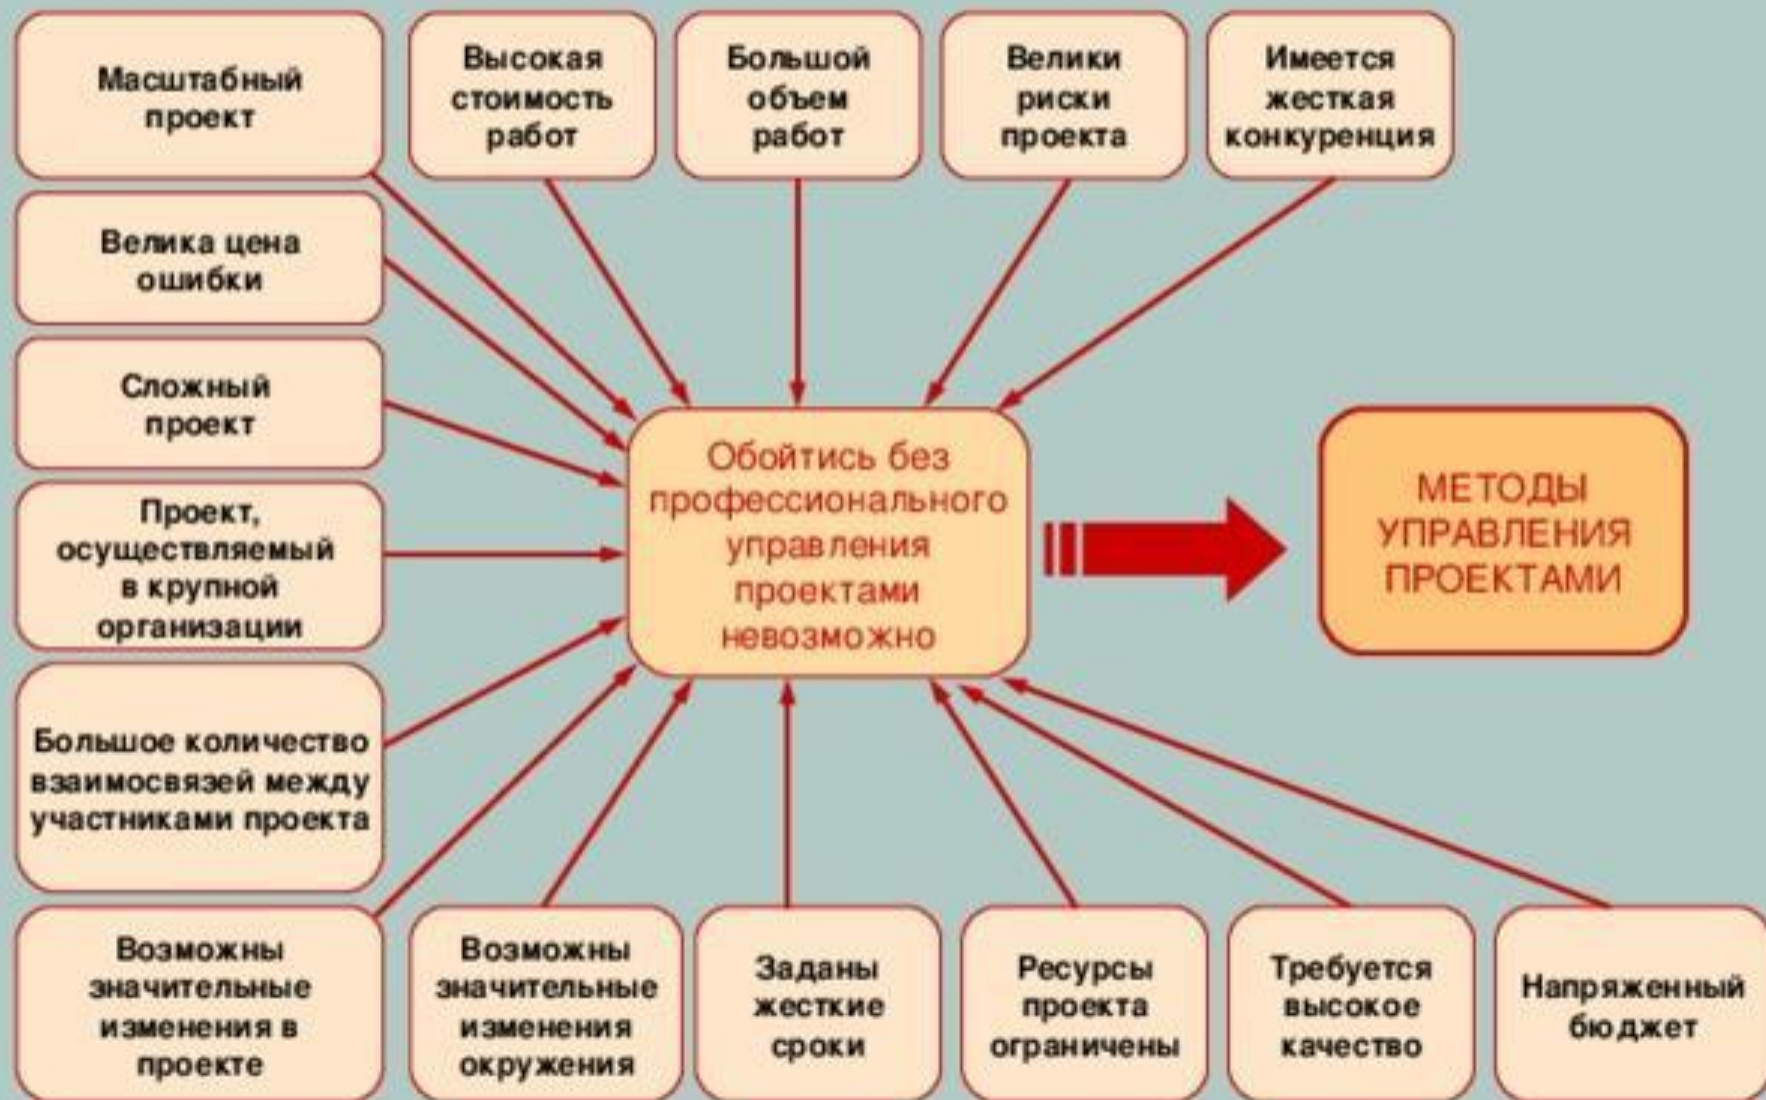 Масштабный
проект
Высокая
стоимость
работ
Большой
объем
работ
Велики
риски
проекта
Имеется
жесткая
конкуренция
Велика цена
ошибки
Сложный
проект
Проект,
осуществляемый
в крупной
организации
Обойтись без
профессионального
управления
проектами
невозможно
МЕТОДЫ
УПРАВЛЕНИЯ
ПРОЕКТАМИ
Большое количество
взаимосвязей между
участниками проекта
Возможны
значительные
изменения в
проекте
Возможны
значительные
изменения
окружения
Заданы
жесткие
сроки
Ресурсы
проекта
ограничены
Требуется
высокое
качество
Напряженный
бюджет